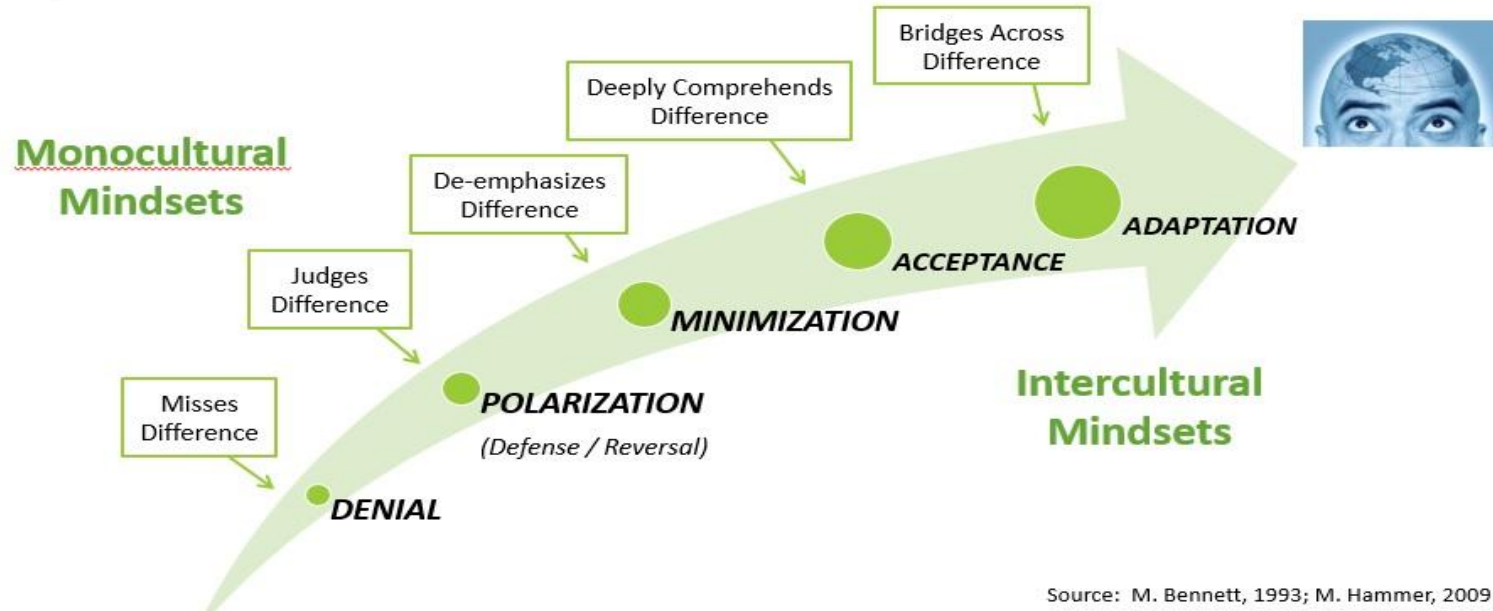 Monocultural
Mindsets
Misses
Difference
DENIAL
Judges
Difference
POLARIZATION
(Defense / Reversal)
De-emphasizes
Difference
MINIMIZATION
Deeply Comprehends
Difference
ACCEPTANCE
Bridges Across
Difference
ADAPTATION
Intercultural
Mindsets
Source:  M. Bennett, 1993; M. Hammer, 2009